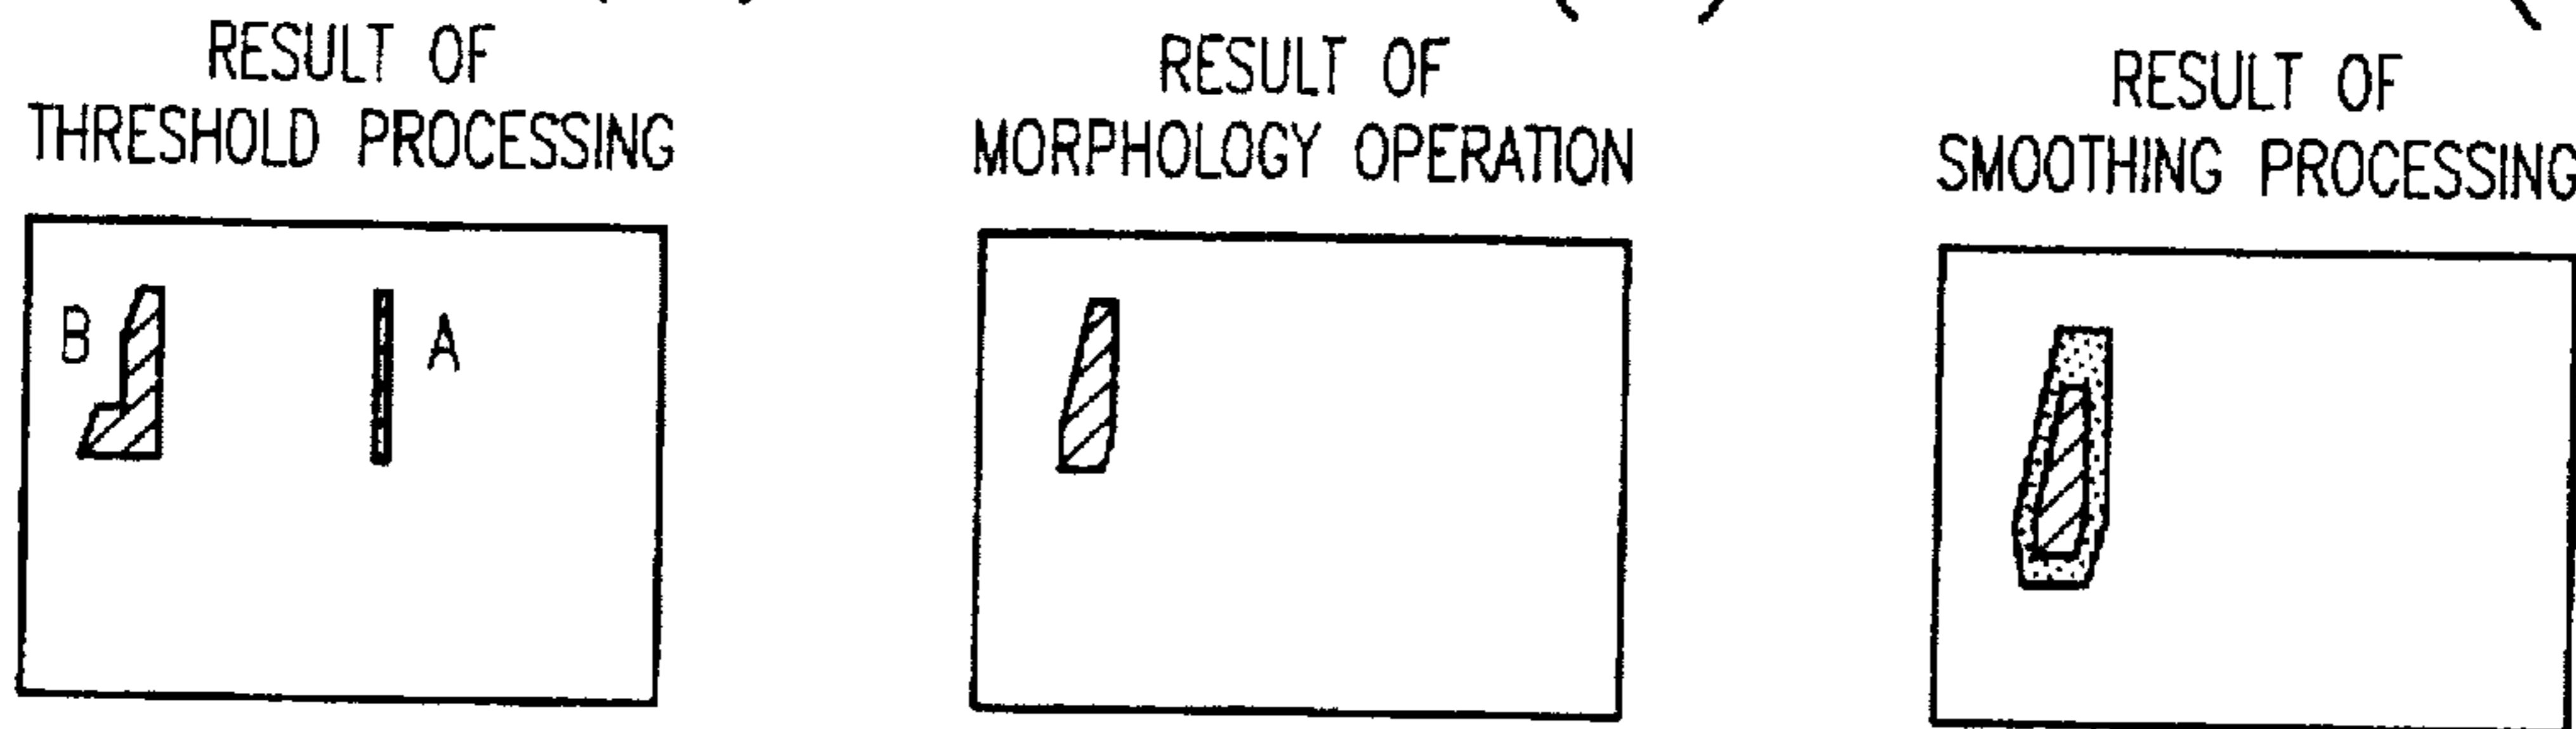 RESULT OF
THRESHOLD PROCESSING
B
A
RESULT OF
MORPHOLOGY OPERATION
RESULT OF
SMOOTHING PROCESSING